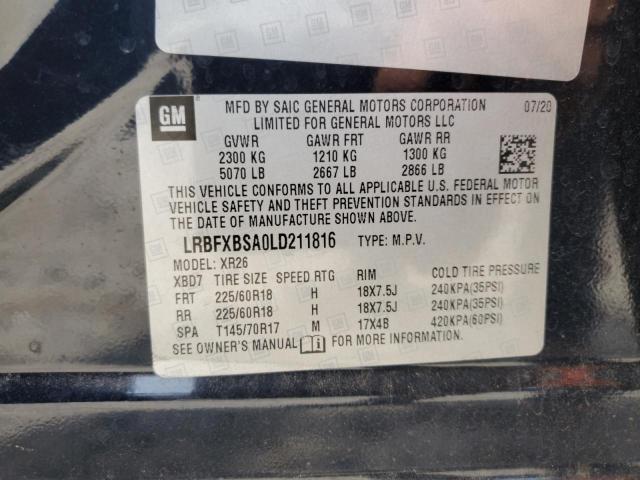 GM
MFD BY SAIC GENERAL MOTORS CORPORATION 07/20
LIMITED FOR GENERAL MOTORS LLC
GVWR GAWR FRT GAWR RR
2300 KG 1210 KG 1300 KG
5070 LB 2667 LB 2866 LB
THIS VEHICLE CONFORMS TO ALL APPLICABLE U.S. FEDERAL MOTOR
VEHICLE SAFETY AND THEFT PREVENTION STANDARDS IN EFFECT ON
THE DATE OF MANUFACTURE SHOWN ABOVE.
LRBFXBSA0LD211816 TYPE: M.P.V.
MODEL: XR26
XBD7 TIRE SIZE SPEED RTG RIM COLD TIRE PRESSURE
FRT 225/60R18 H 18X7.5J 240KPA(35PSI)
RR 225/60R18 H 18X7.5J 240KPA(35PSI)
SPA T145/70R17 M 17X4B 420KPA(60PSI)
SEE OWNER'S MANUAL FOR MORE INFORMATION.